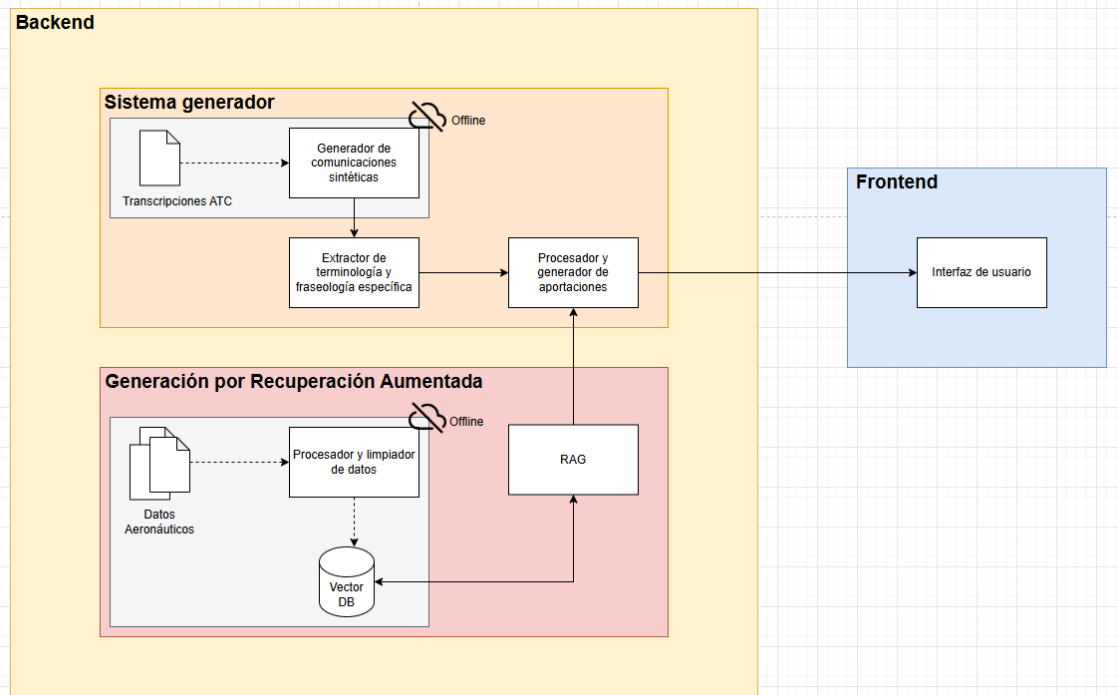 Backend
Sistema generador
Offline
Generador de
comunicaciones
sintéticas
Transcripciones ATC
Extractor de
terminología y
fraseología específica
Procesador y
generador de
aportaciones
Frontend
Interfaz de usuario
Generación por Recuperación Aumentada
Offline
Procesador y limpiador
de datos
RAG
Datos
Aeronáuticos
Vector
DB